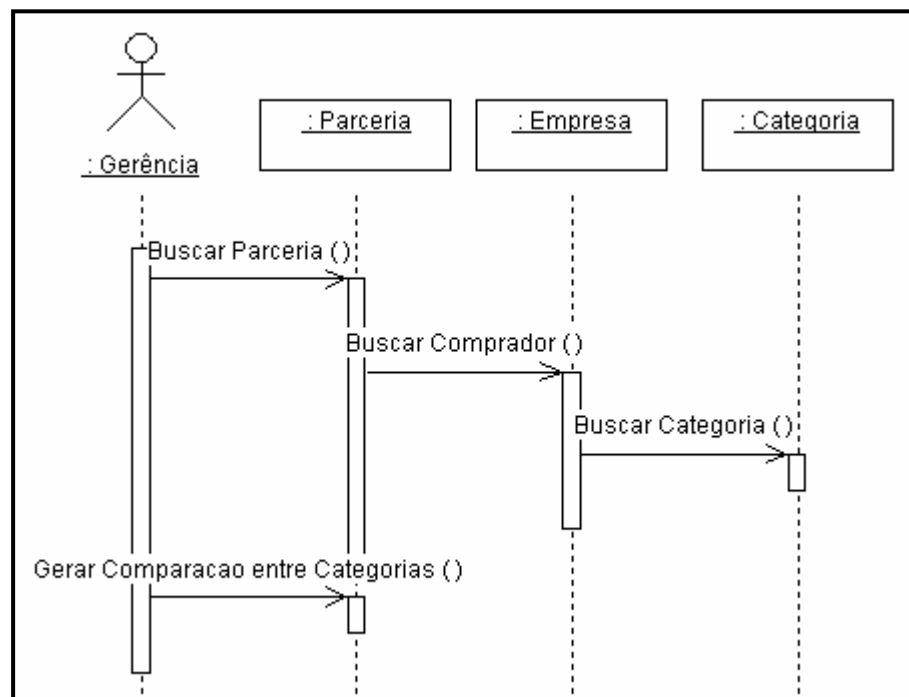 : Parceria
: Empresa
: Categoria
: Gerência
Buscar Parceria ()
Buscar Comprador ()
Buscar Categoria ()
Gerar Comparacao entre Categorias ()